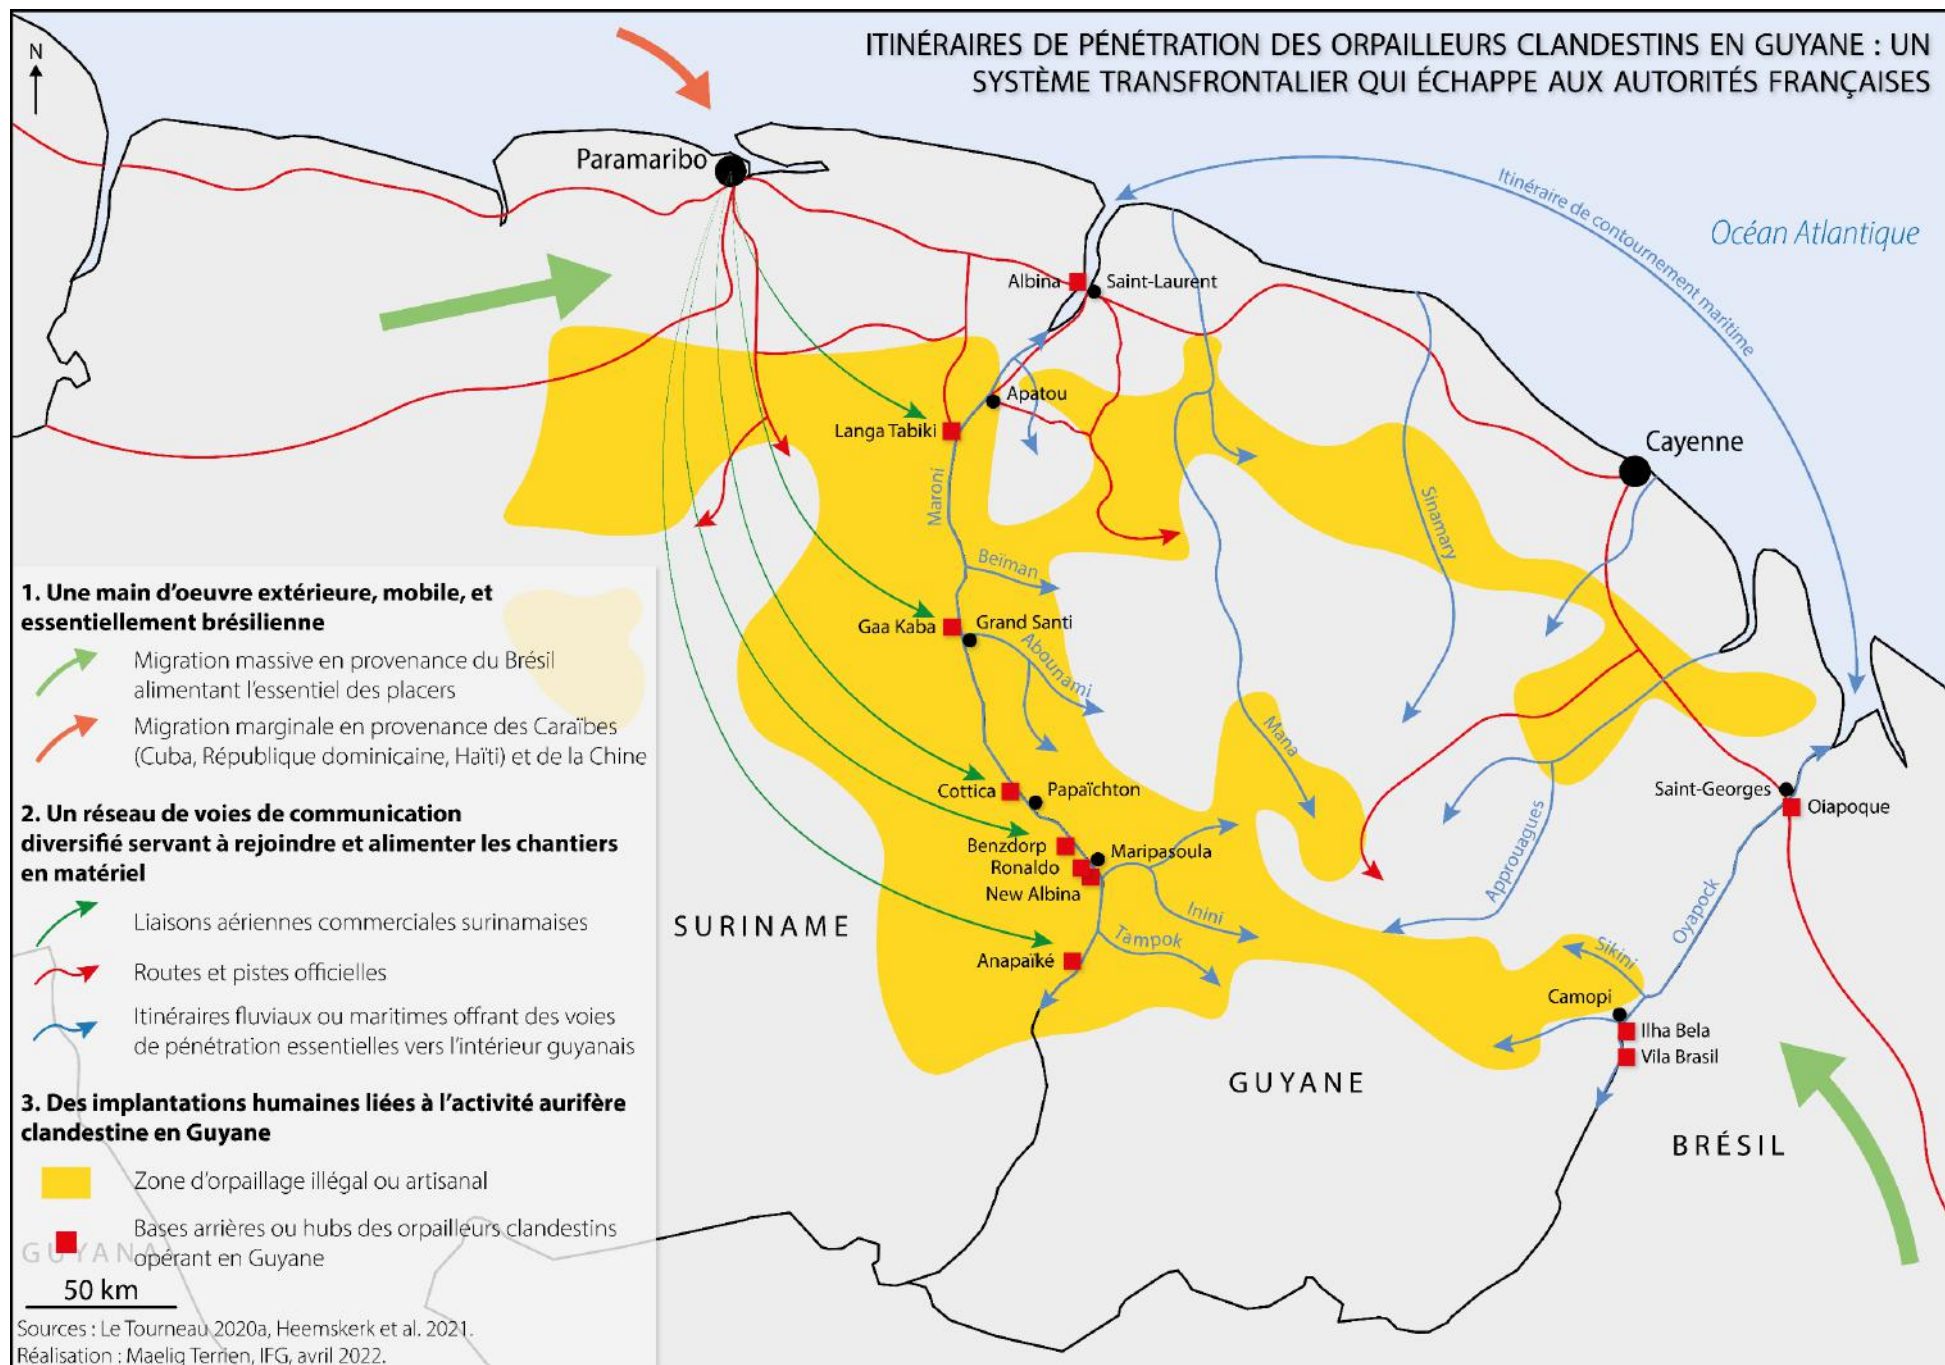 ITINÉRAIRES DE PÉNÉTRATION DES ORPAILLEURS CLANDESTINS EN GUYANE : UN
SYSTÈME TRANSFRONTALIER QUI ÉCHAPPE AUX AUTORITÉS FRANÇAISES
N
Paramaribo
Itinéraire de contournement maritime
Océan Atlantique
Albina
Saint-Laurent
Apatou
Langa Tabiki
Cayenne
Maroni
Sinamary
Beïman
Gaa Kaba
Grand Santi
Abounami
Mana
Cottica
Papaïchton
Saint-Georges
Oiapoque
Benzdorp
Maripasoula
Ronaldo
New Albina
Approuagues
Oyapock
Inini
SURINAME
Tampok
Sikini
Anapaïké
Camopi
Ilha Bela
Vila Brasil
GUYANE
BRÉSIL
1. Une main d'oeuvre extérieure, mobile, et
essentiellement brésilienne
Migration massive en provenance du Brésil
alimentant l'essentiel des placers
Migration marginale en provenance des Caraïbes
(Cuba, République dominicaine, Haïti) et de la Chine
2. Un réseau de voies de communication
diversifié servant à rejoindre et alimenter les chantiers
en matériel
Liaisons aériennes commerciales surinamaises
Routes et pistes officielles
Itinéraires fluviaux ou maritimes offrant des voies
de pénétration essentielles vers l'intérieur guyanais
3. Des implantations humaines liées à l'activité aurifère
clandestine en Guyane
Zone d'orpaillage illégal ou artisanal
Bases arrières ou hubs des orpailleurs clandestins
opérant en Guyane
GUYANA
50 km
Sources : Le Tourneau 2020a, Heemskerk et al. 2021.
Réalisation : Maelig Terrien, IFG, avril 2022.